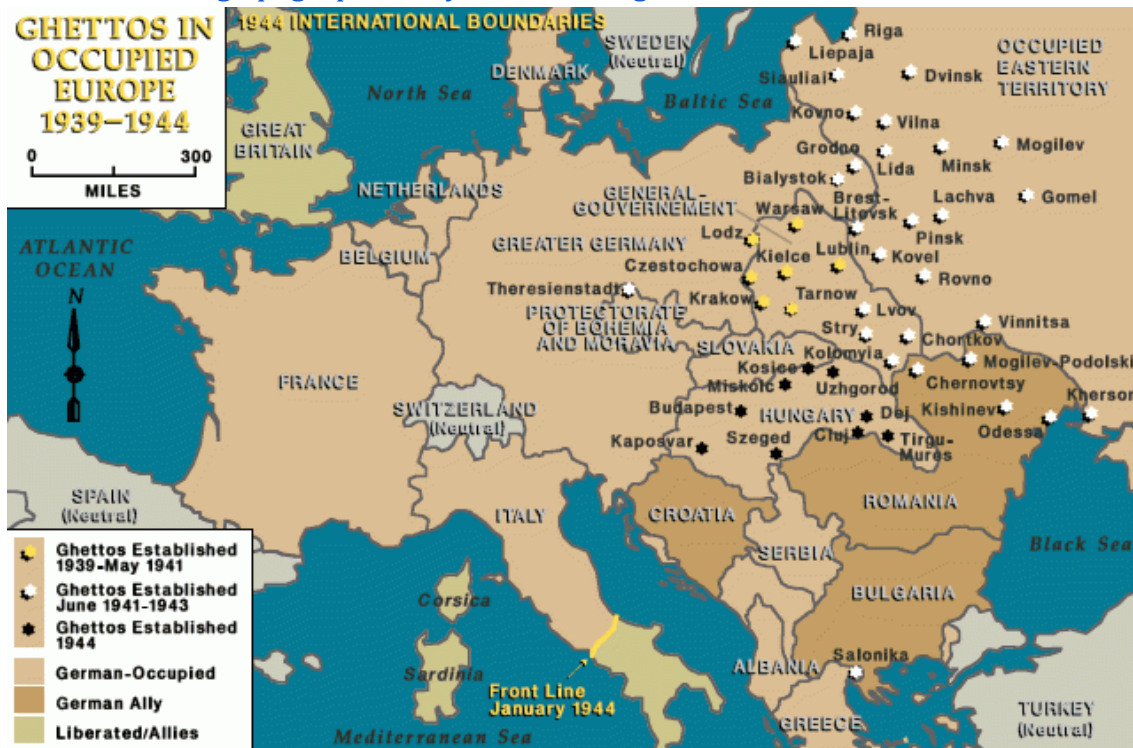 GHETTOS IN
OCCUPIED
EUROPE
1939–1944
0 300
MILES
1944 INTERNATIONAL BOUNDARIES
SWEDEN
(Neutral)
DENMARK
North Sea
Baltic Sea
GREAT
BRITAIN
NETHERLANDS
BELGIUM
ATLANTIC
OCEAN
N
Riga
Liepaja
Siauliai
Dvinsk
OCCUPIED
EASTERN
TERRITORY
Kovno
Vilna
Grodno
Lida
Minsk
Mogilev
Bialystok
Brest-
Litovsk
Lachva
Gomel
Pinsk
GENERAL-
GOUVERNEMENT
Warsaw
Lodz
GREATER GERMANY
Kielce
Lublin
Kovel
Czestochowa
Rovno
Theresienstadt
Krakow
Tarnow
Lvov
PROTECTORATE
OF BOHEMIA
AND MORAVIA
Stry
Chortkov
Vinnitsa
SLOVAKIA
Kolomyia
Mogilev-Podolski
Kosice
Chernovtsy
Miskolc
Uzhgorod
FRANCE
SWITZERLAND
(Neutral)
Budapest
HUNGARY
Dej
Kishinev
Kherson
Kaposvar
Szeged
Cluj
Tirgu-
Mures
Odessa
SPAIN
(Neutral)
ITALY
CROATIA
ROMANIA
SERBIA
Black Sea
BULGARIA
Corsica
Sardinia
ALBANIA
Salonika
Front Line
January 1944
GREECE
TURKEY
(Neutral)
Mediterranean Sea
Ghettos Established
1939-May 1941
Ghettos Established
June 1941-1943
Ghettos Established
1944
German-Occupied
German Ally
Liberated/Allies